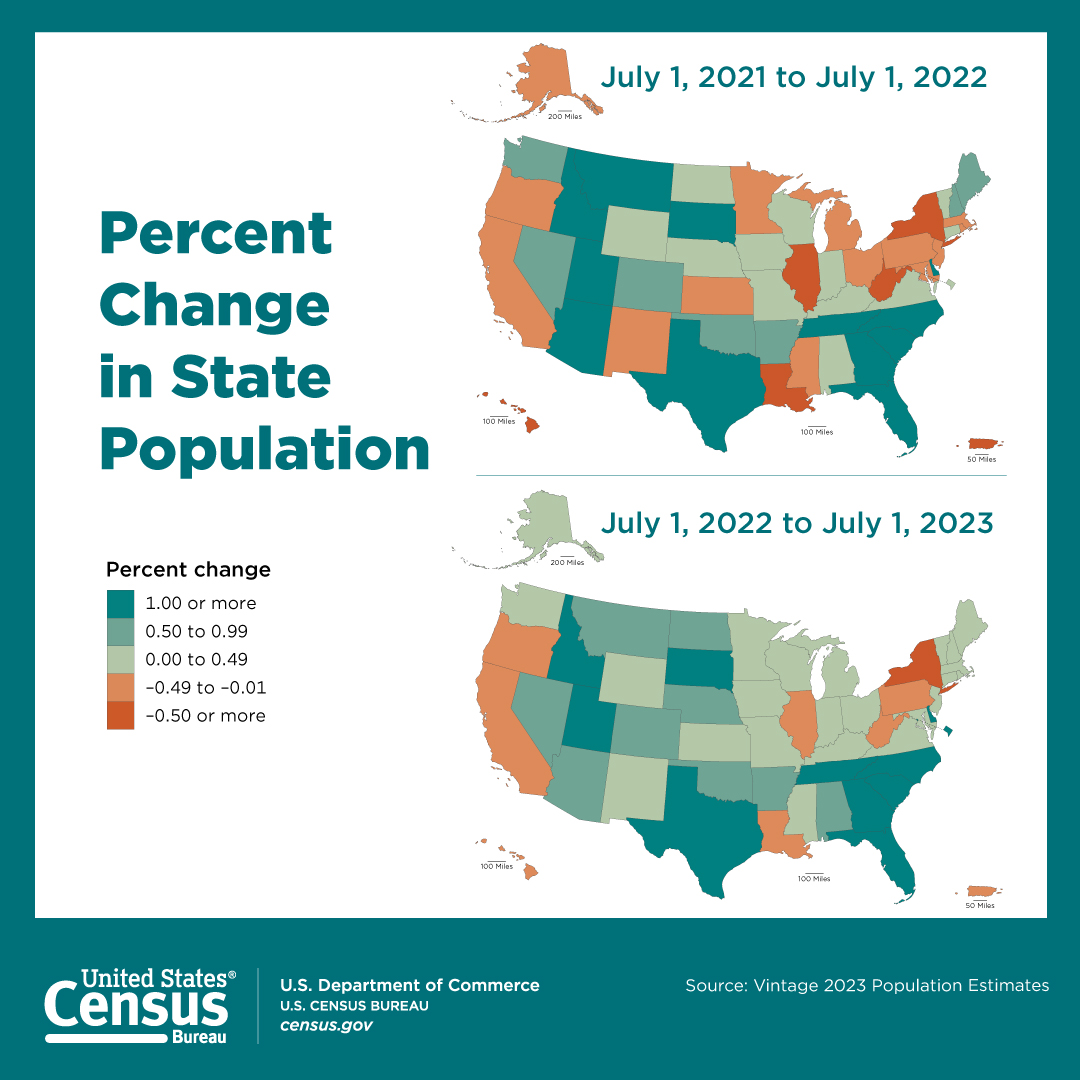 Percent
Change
in State
Population
July 1, 2021 to July 1, 2022
200 Miles
100 Miles
100 Miles
50 Miles
July 1, 2022 to July 1, 2023
200 Miles
100 Miles
100 Miles
50 Miles
Percent change
1.00 or more
0.50 to 0.99
0.00 to 0.49
–0.49 to –0.01
–0.50 or more
United States®
Census
Bureau
U.S. Department of Commerce
U.S. CENSUS BUREAU
census.gov
Source: Vintage 2023 Population Estimates